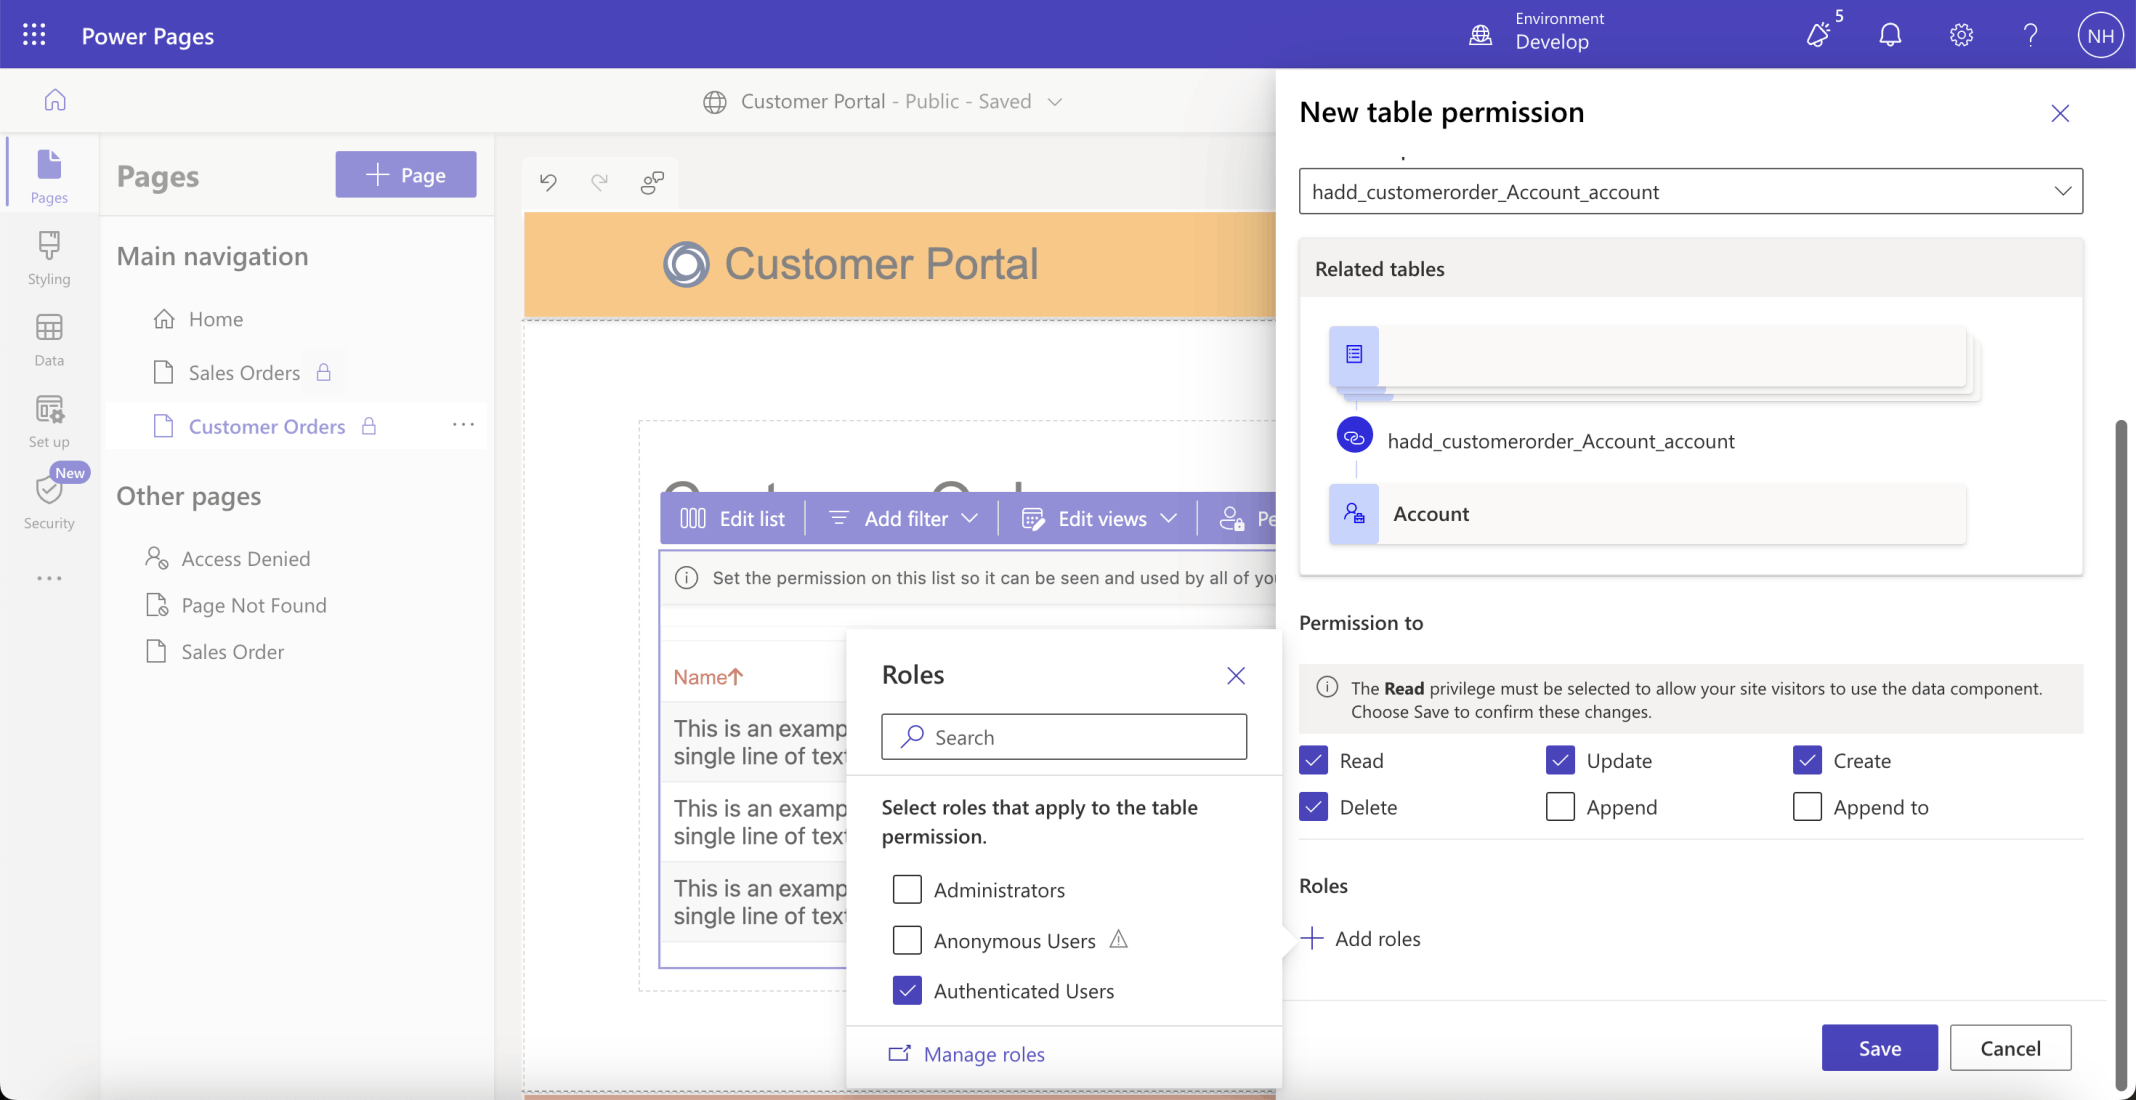 Power Pages
Environment
Develop
5
NH
Customer Portal - Public - Saved
Pages
Styling
Data
Set up
New
Security
Pages
Page
Main navigation
Home
Sales Orders
Customer Orders
Other pages
Access Denied
Page Not Found
Sales Order
Customer Portal
Edit list
Add filter
Edit views
Pe
Set the permission on this list so it can be seen and used by all of yo
Name
This is an examp
single line of text
This is an examp
single line of text
This is an examp
single line of text
Roles
Search
Select roles that apply to the table
permission.
Administrators
Anonymous Users
Authenticated Users
Manage roles
New table permission
hadd_customerorder_Account_account
Related tables
hadd_customerorder_Account_account
Account
Permission to
The Read privilege must be selected to allow your site visitors to use the data component.
Choose Save to confirm these changes.
Read
Update
Create
Delete
Append
Append to
Roles
Add roles
Save
Cancel